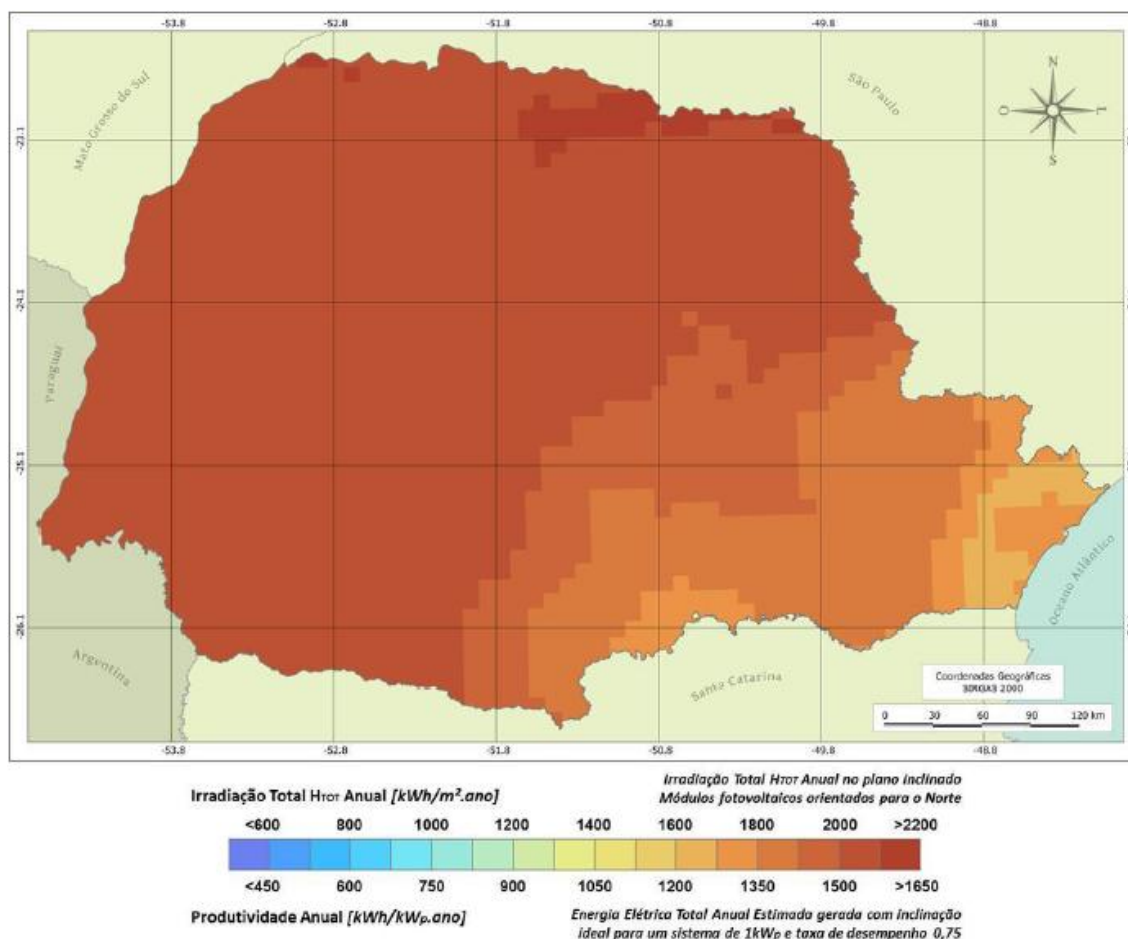 -53.8 -52.8 -51.8 -50.8 -49.8 -48.8
Mato Grosso do Sul
São Paulo
N
O L
S
-23.1
-24.1
Paraguai
-25.1
Oceano Atlântico
-26.1
Argentina
Santa Catarina
Coordenadas Geográficas
SIRGAS 2000
0 30 60 90 120 km
-53.8 -52.8 -51.8 -50.8 -49.8 -48.8
Irradiação Total HTOT Anual [kWh/m².ano]
Irradiação Total HTOT Anual no plano inclinado
Módulos fotovoltaicos orientados para o Norte
<600 800 1000 1200 1400 1600 1800 2000 >2200
<450 600 750 900 1050 1200 1350 1500 >1650
Produtividade Anual [kWh/kWp.ano]
Energia Elétrica Total Anual Estimada gerada com inclinação
ideal para um sistema de 1kWp e taxa de desempenho 0,75